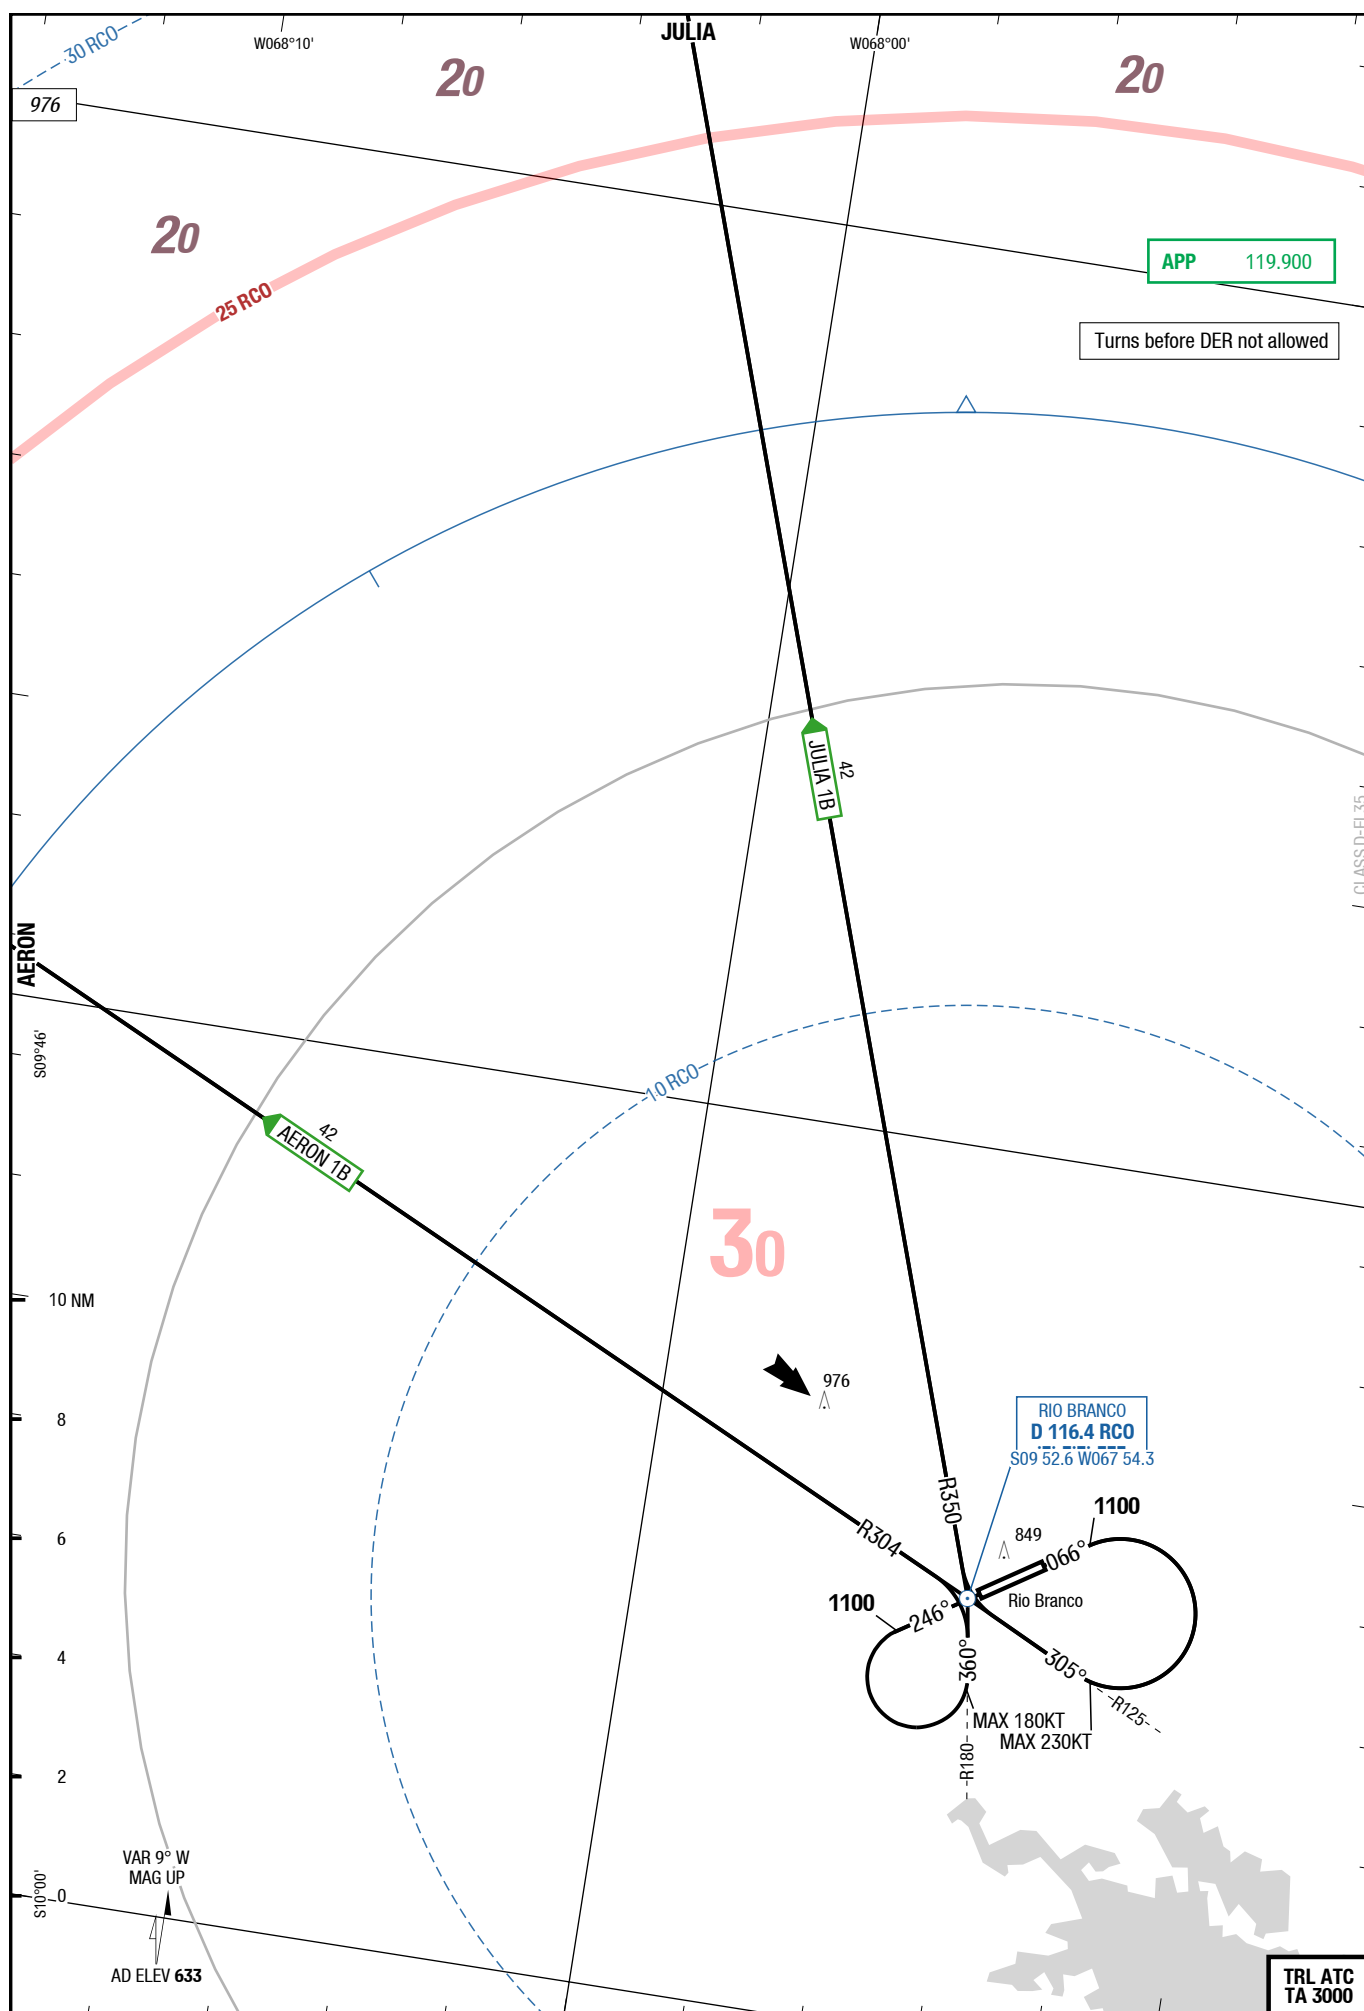 JULIA
W068°10'
W068°00'
30 RCO
20
20
976
20
25 RCO
APP 119.900
Turns before DER not allowed
JULIA 1B
42
AERON
S09°46'
10 RCO
AERON 1B
42
30
10 NM
976
8
RIO BRANCO
D 116.4 RCO
S09 52.6 W067 54.3
R350
1100
849
6
R304
066°
Rio Branco
1100
246°
360°
305°
4
R125
MAX 180KT
MAX 230KT
R180
2
VAR 9° W
MAG UP
S10°00'
0
AD ELEV 633
TRL ATC
TA 3000